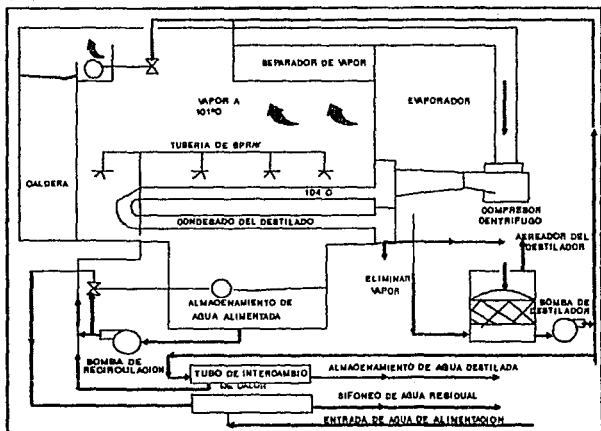 SEPARADOR DE VAPOR
VAPOR A
101°C
EVAPORADOR
TUBERIA DE SPRAY
CALDERA
104 C
CONDESADO DEL DESTILADO
COMPRESOR
CENTRIFUGO
AEREADOR DEL
DESTILADOR
ELIMINAR
VAPOR
ALMACENAMIENTO DE
AGUA ALIMENTADA
BOMBA DE
DESTILADOR
BOMBA DE
RECIRCULACION
TUBO DE INTERCAMBIO
DE CALOR
ALMACENAMIENTO DE AGUA DESTILADA
SIFONEO DE AGUA RESIDUAL
ENTRADA DE AGUA DE ALIMENTACION